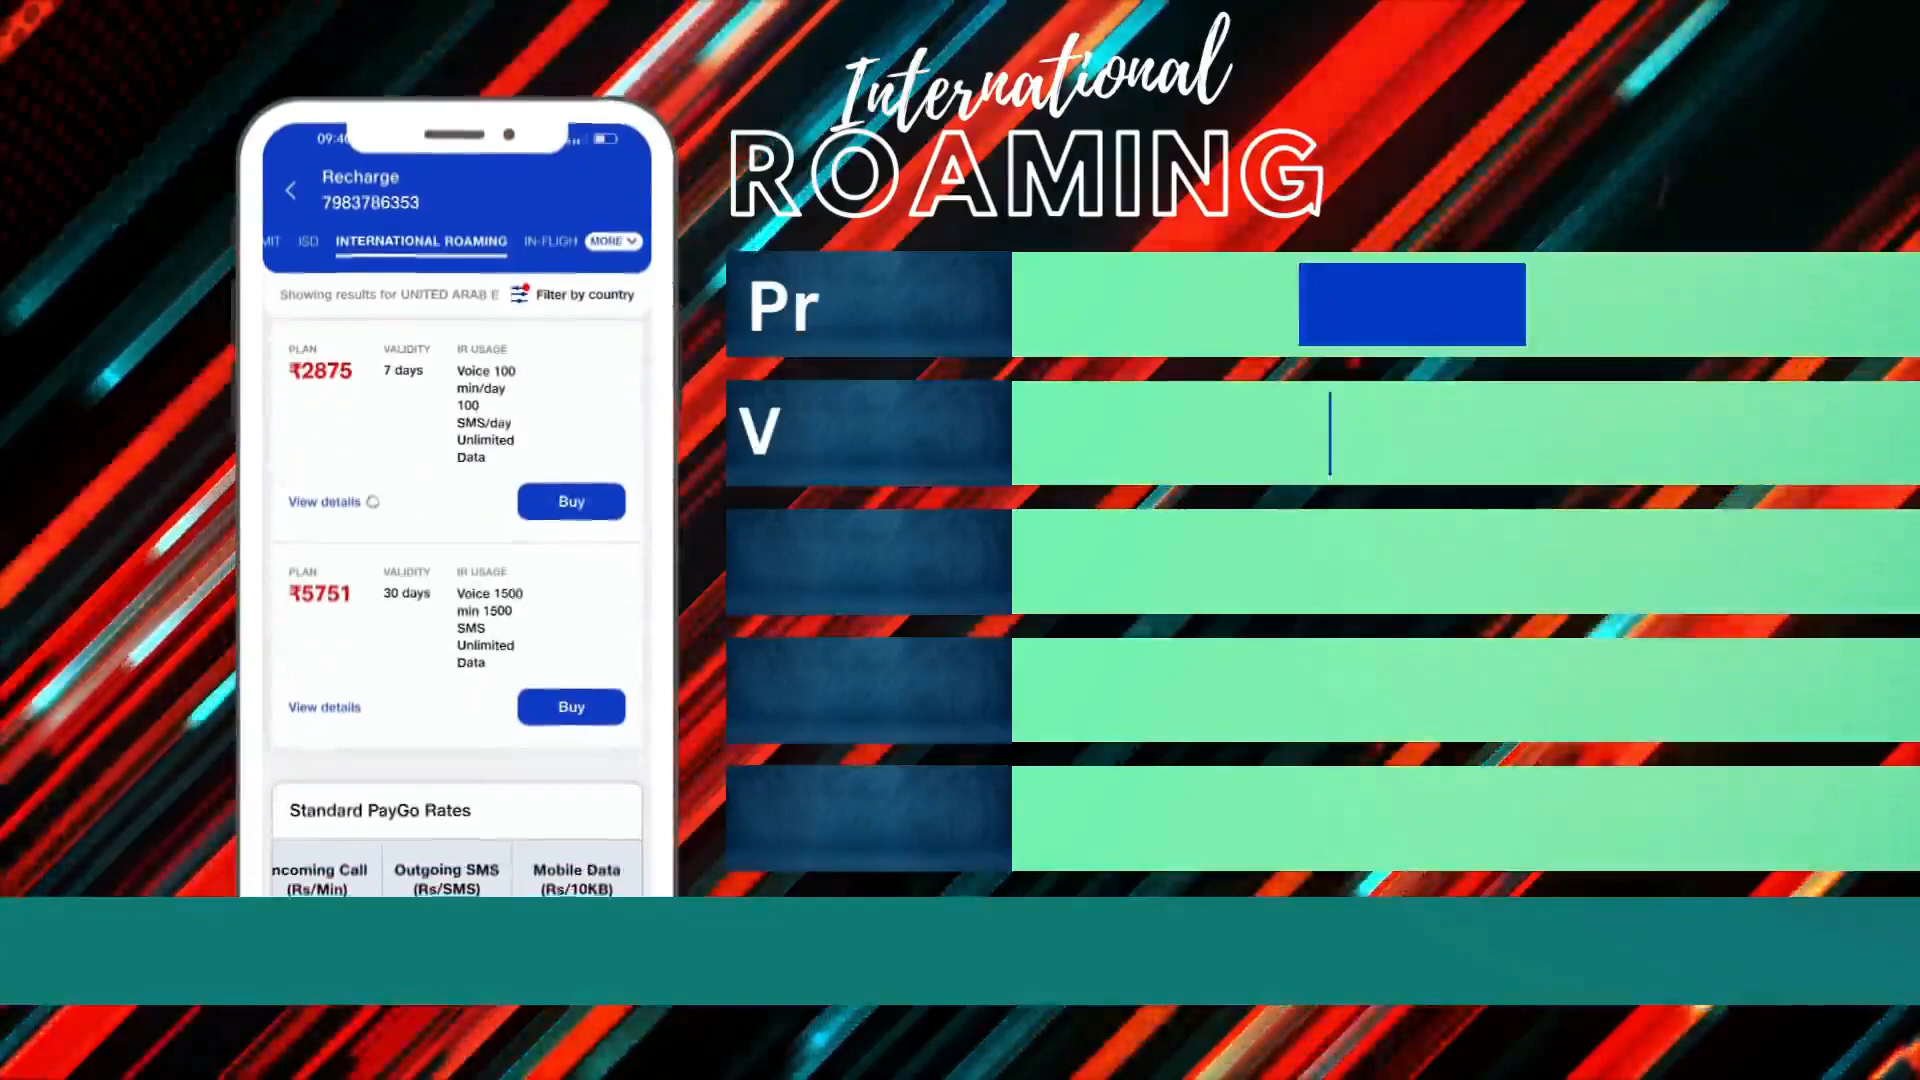 International
ROAMING
09:40
Recharge
7983786353
MIT ISD INTERNATIONAL ROAMING IN-FLIGH MORE
Showing results for UNITED ARAB E Filter by country
PLAN VALIDITY IR USAGE
₹2875 7 days Voice 100
min/day
100
SMS/day
Unlimited
Data
View details Buy
PLAN VALIDITY IR USAGE
₹5751 30 days Voice 1500
min 1500
SMS
Unlimited
Data
View details Buy
Standard PayGo Rates
ncoming Call Outgoing SMS Mobile Data
(Rs/Min) (Rs/SMS) (Rs/10KB)
Pr
V